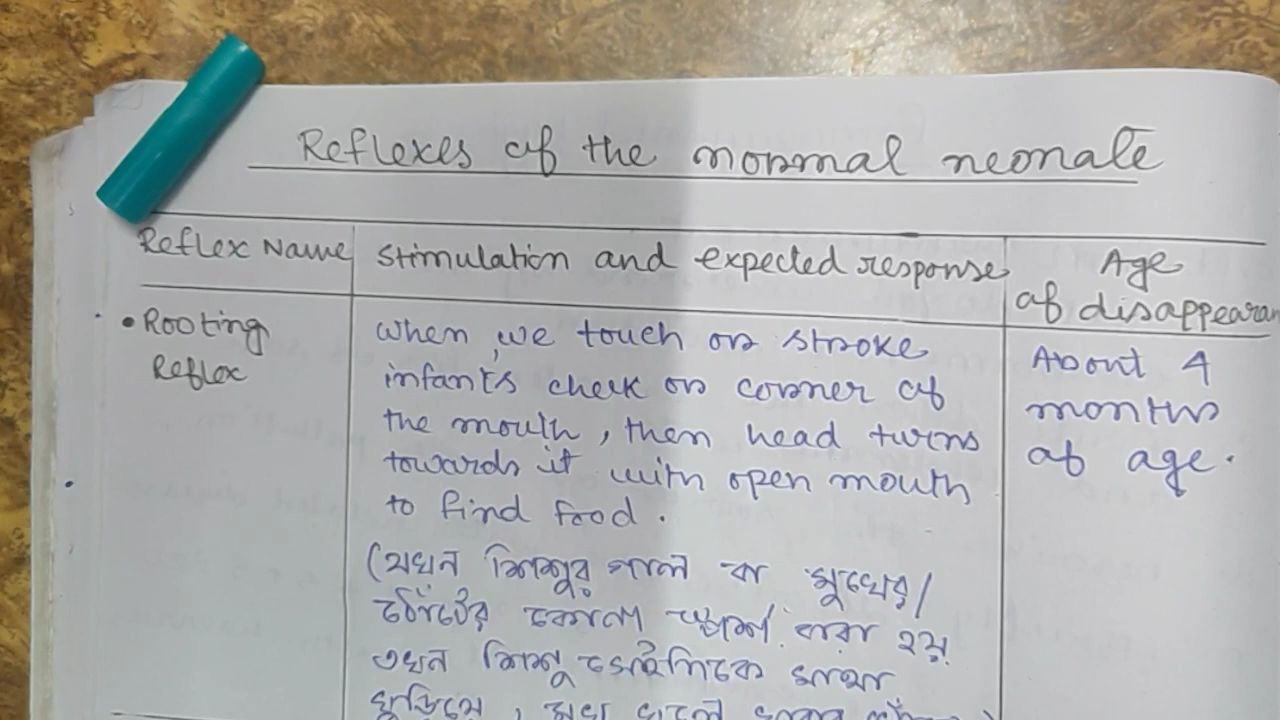 Reflexes of the normal neonate
Reflex Name
Stimulation and expected response
Age
of disappearan
• Rooting
Reflex
When we touch or stroke
infant's cheek or corner of
the mouth, then head turns
towards it with open mouth
to find food.
(যখন শিশুর গালে বা মুখের/
ঠোঁটের কোনো স্পর্শ করা হয়
তখন শিশু সেইদিকে মাথা
ঘুরিয়ে,
About 4
months
of age.